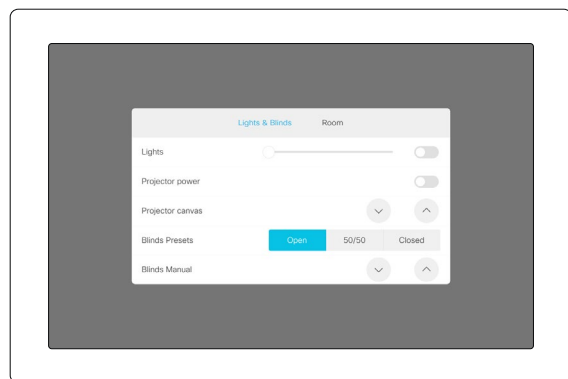 Lights & Blinds Room
Lights
Projector power
Projector canvas
Blinds Presets Open 50/50 Closed
Blinds Manual